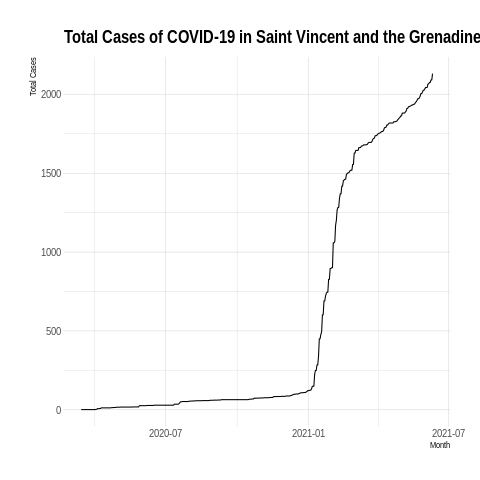 Total Cases of COVID-19 in Saint Vincent and the Grenadine
Total Cases
2000
1500
1000
500
0
2020-07
2021-01
2021-07
Month